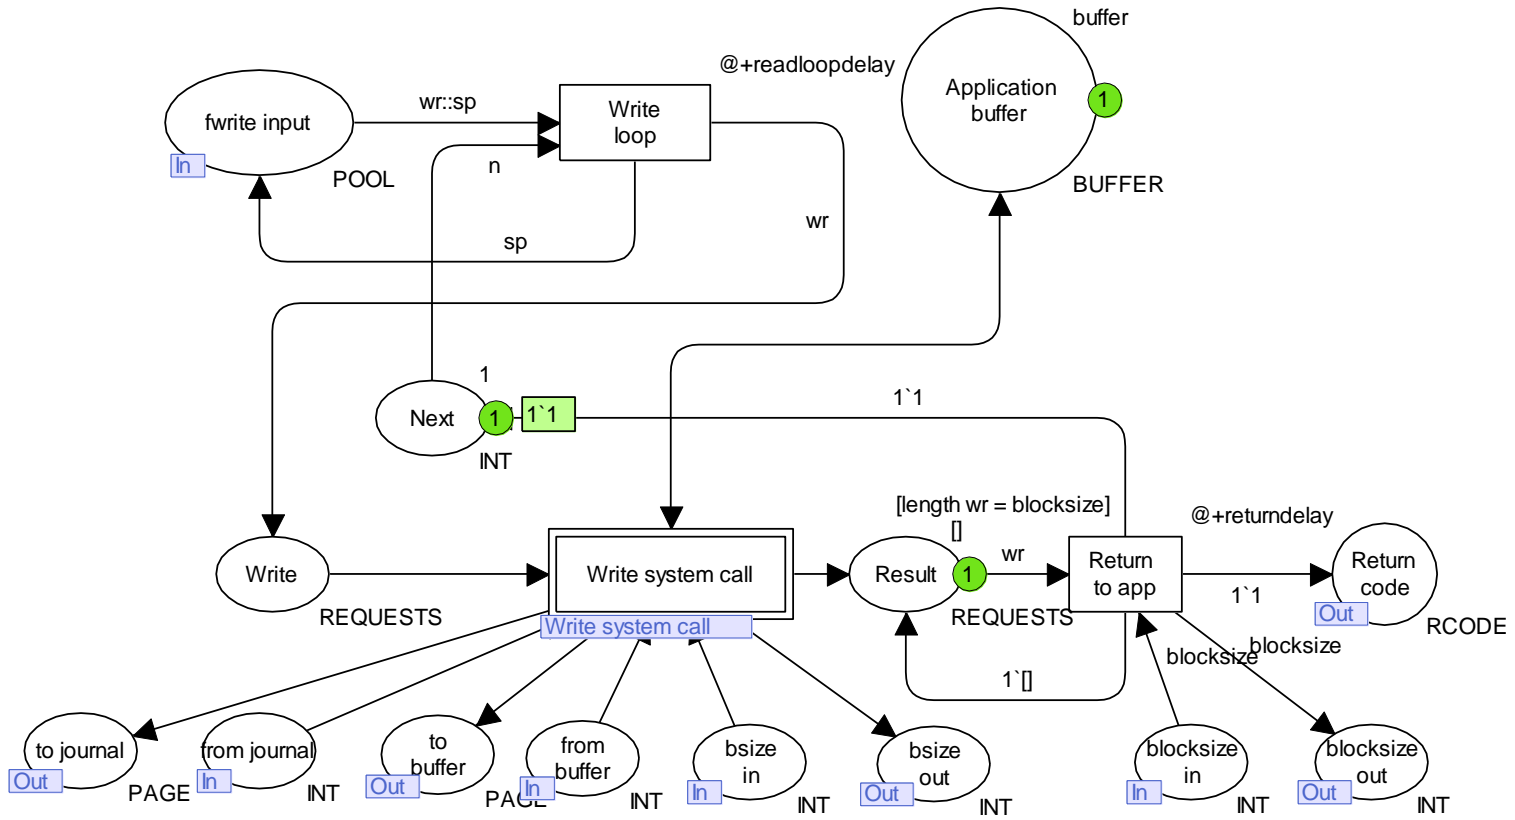 buffer
@+readloopdelay
Application
buffer
1
BUFFER
fwrite input
In
POOL
wr::sp
Write
loop
n
sp
wr
1
Next
1
1`1
INT
1`1
Write
REQUESTS
Write system call
Write system call
[length wr = blocksize]
[]
Result
1
REQUESTS
wr
Return
to app
@+returndelay
1`1
Return
code
Out
RCODE
1`[]
blocksize
blocksize
to journal
Out
PAGE
from journal
In
INT
to
buffer
Out
PAGE
from
buffer
In
INT
bsize
in
In
INT
bsize
out
Out
INT
blocksize
in
In
INT
blocksize
out
Out
INT